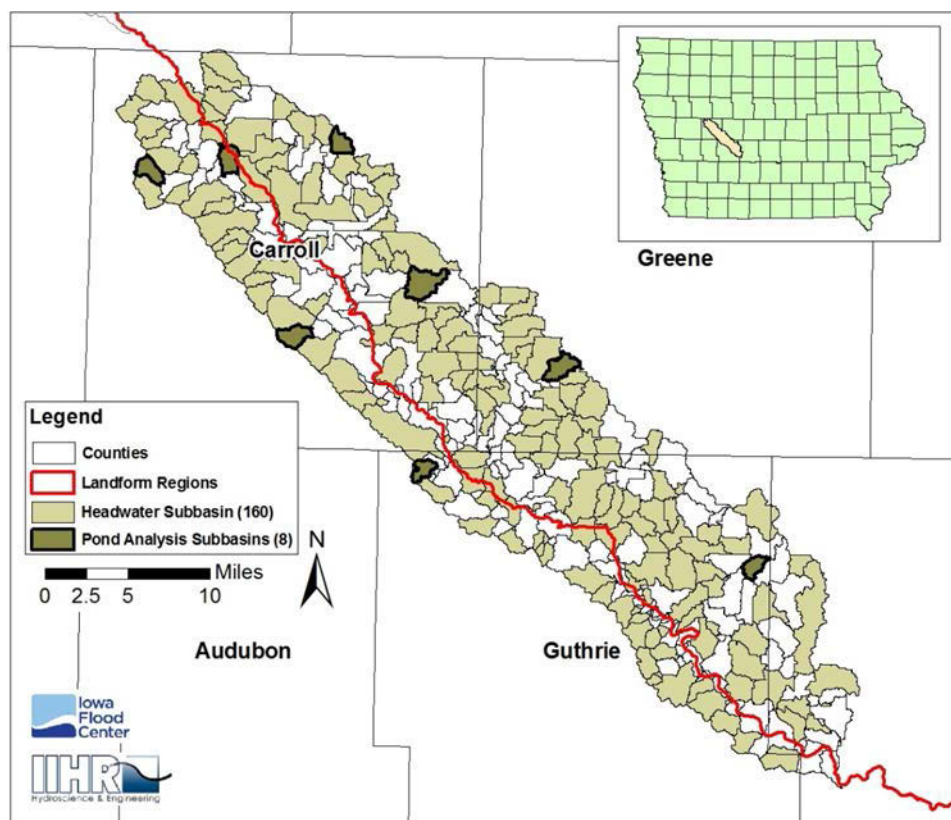 Greene
Carroll
Legend
Counties
Landform Regions
Headwater Subbasin (160)
Pond Analysis Subbasins (8)
N
Miles
0 2.5 5 10
Audubon
Guthrie
Iowa
Flood
Center
IIHR
Hydroscience & Engineering